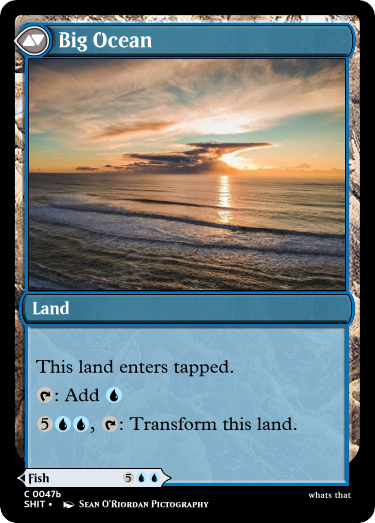 Big Ocean
Land
This land enters tapped.
: Add
5, : Transform this land.
Fish 5
C 0047b
SHIT • Sean O'Riordan Pictography
whats that